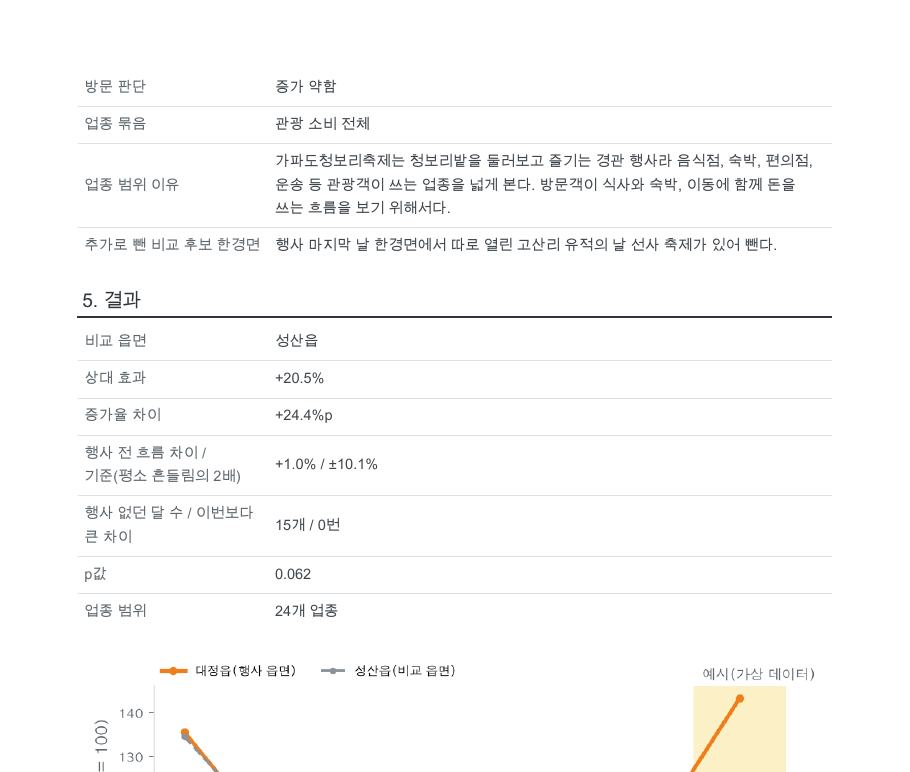 방문 판단 증가 약함
업종 묶음 관광 소비 전체
업종 범위 이유 가파도청보리축제는 청보리밭을 둘러보고 즐기는 경관 행사라 음식점, 숙박, 편의점,
운송 등 관광객이 쓰는 업종을 넓게 본다. 방문객이 식사와 숙박, 이동에 함께 돈을
쓰는 흐름을 보기 위해서다.
추가로 뺀 비교 후보 한경면 행사 마지막 날 한경면에서 따로 열린 고산리 유적의 날 선사 축제가 있어 뺀다.
5. 결과
비교 읍면 성산읍
상대 효과 +20.5%
증가율 차이 +24.4%p
행사 전 흐름 차이 /
기준(평소 흔들림의 2배) +1.0% / ±10.1%
행사 없던 달 수 / 이번보다
큰 차이 15개 / 0번
p값 0.062
업종 범위 24개 업종
대정읍(행사 읍면) 성산읍(비교 읍면)
예시(가상 데이터)
140
130
= 100)